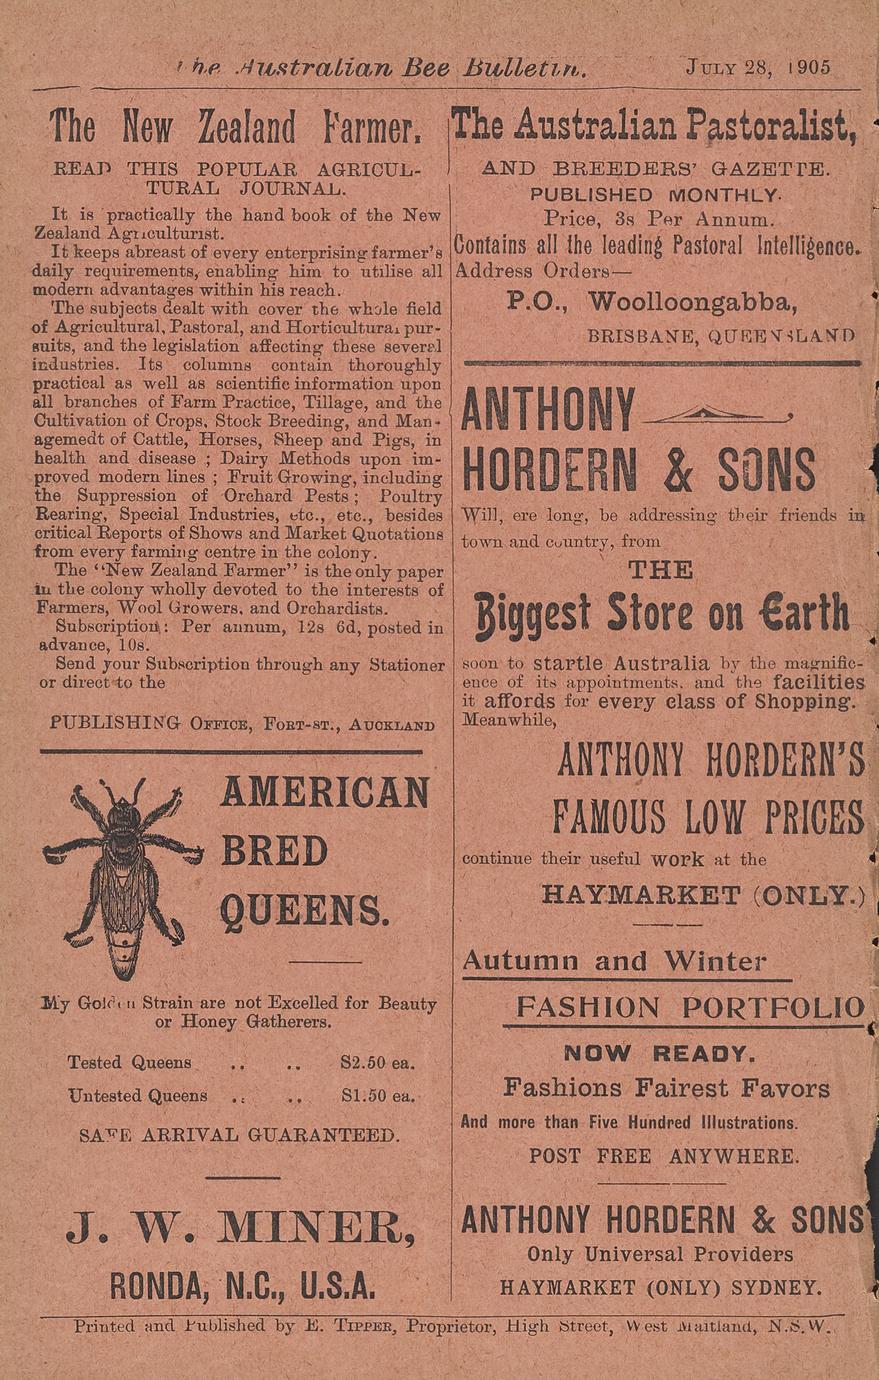 The Australian Bee Bulletin. JULY 28, 1905
The New Zealand Farmer.
READ THIS POPULAR AGRICUL-
TURAL JOURNAL.
It is practically the hand book of the New
Zealand Agriculturist.
It keeps abreast of every enterprising farmer's
daily requirements, enabling him to utilise all
modern advantages within his reach.
The subjects dealt with cover the whole field
of Agricultural, Pastoral, and Horticultural pur-
suits, and the legislation affecting these several
industries. Its columns contain thoroughly
practical as well as scientific information upon
all branches of Farm Practice, Tillage, and the
Cultivation of Crops, Stock Breeding, and Man-
agemedt of Cattle, Horses, Sheep and Pigs, in
health and disease ; Dairy Methods upon im-
proved modern lines ; Fruit Growing, including
the Suppression of Orchard Pests ; Poultry
Rearing, Special Industries, etc., etc., besides
critical Reports of Shows and Market Quotations
from every farming centre in the colony.
The "New Zealand Farmer" is the only paper
in the colony wholly devoted to the interests of
Farmers, Wool Growers, and Orchardists.
Subscription: Per annum, 12s 6d, posted in
advance, 10s.
Send your Subscription through any Stationer
or direct to the
PUBLISHING OFFICE, FORT-ST., AUCKLAND
AMERICAN
BRED
QUEENS.
My Golden Strain are not Excelled for Beauty
or Honey Gatherers.
Tested Queens .. .. S2.50 ea.
Untested Queens .. .. S1.50 ea.
SAFE ARRIVAL GUARANTEED.
J. W. MINER,
RONDA, N.C., U.S.A.
The Australian Pastoralist,
AND BREEDERS' GAZETTE.
PUBLISHED MONTHLY.
Price, 3s Per Annum.
Contains all the leading Pastoral Intelligence.
Address Orders—
P.O., Woolloongabba,
BRISBANE, QUEENSLAND
ANTHONY
HORDERN & SONS
Will, ere long, be addressing their friends in
town and country, from
THE
Biggest Store on Earth
soon to startle Australia by the magnific-
ence of its appointments, and the facilities
it affords for every class of Shopping.
Meanwhile,
ANTHONY HORDERN'S
FAMOUS LOW PRICES
continue their useful work at the
HAYMARKET (ONLY.)
Autumn and Winter
FASHION PORTFOLIO
NOW READY.
Fashions Fairest Favors
And more than Five Hundred Illustrations.
POST FREE ANYWHERE.
ANTHONY HORDERN & SONS
Only Universal Providers
HAYMARKET (ONLY) SYDNEY.
Printed and Published by E. TIPPER, Proprietor, High Street, West Maitland, N.S.W.